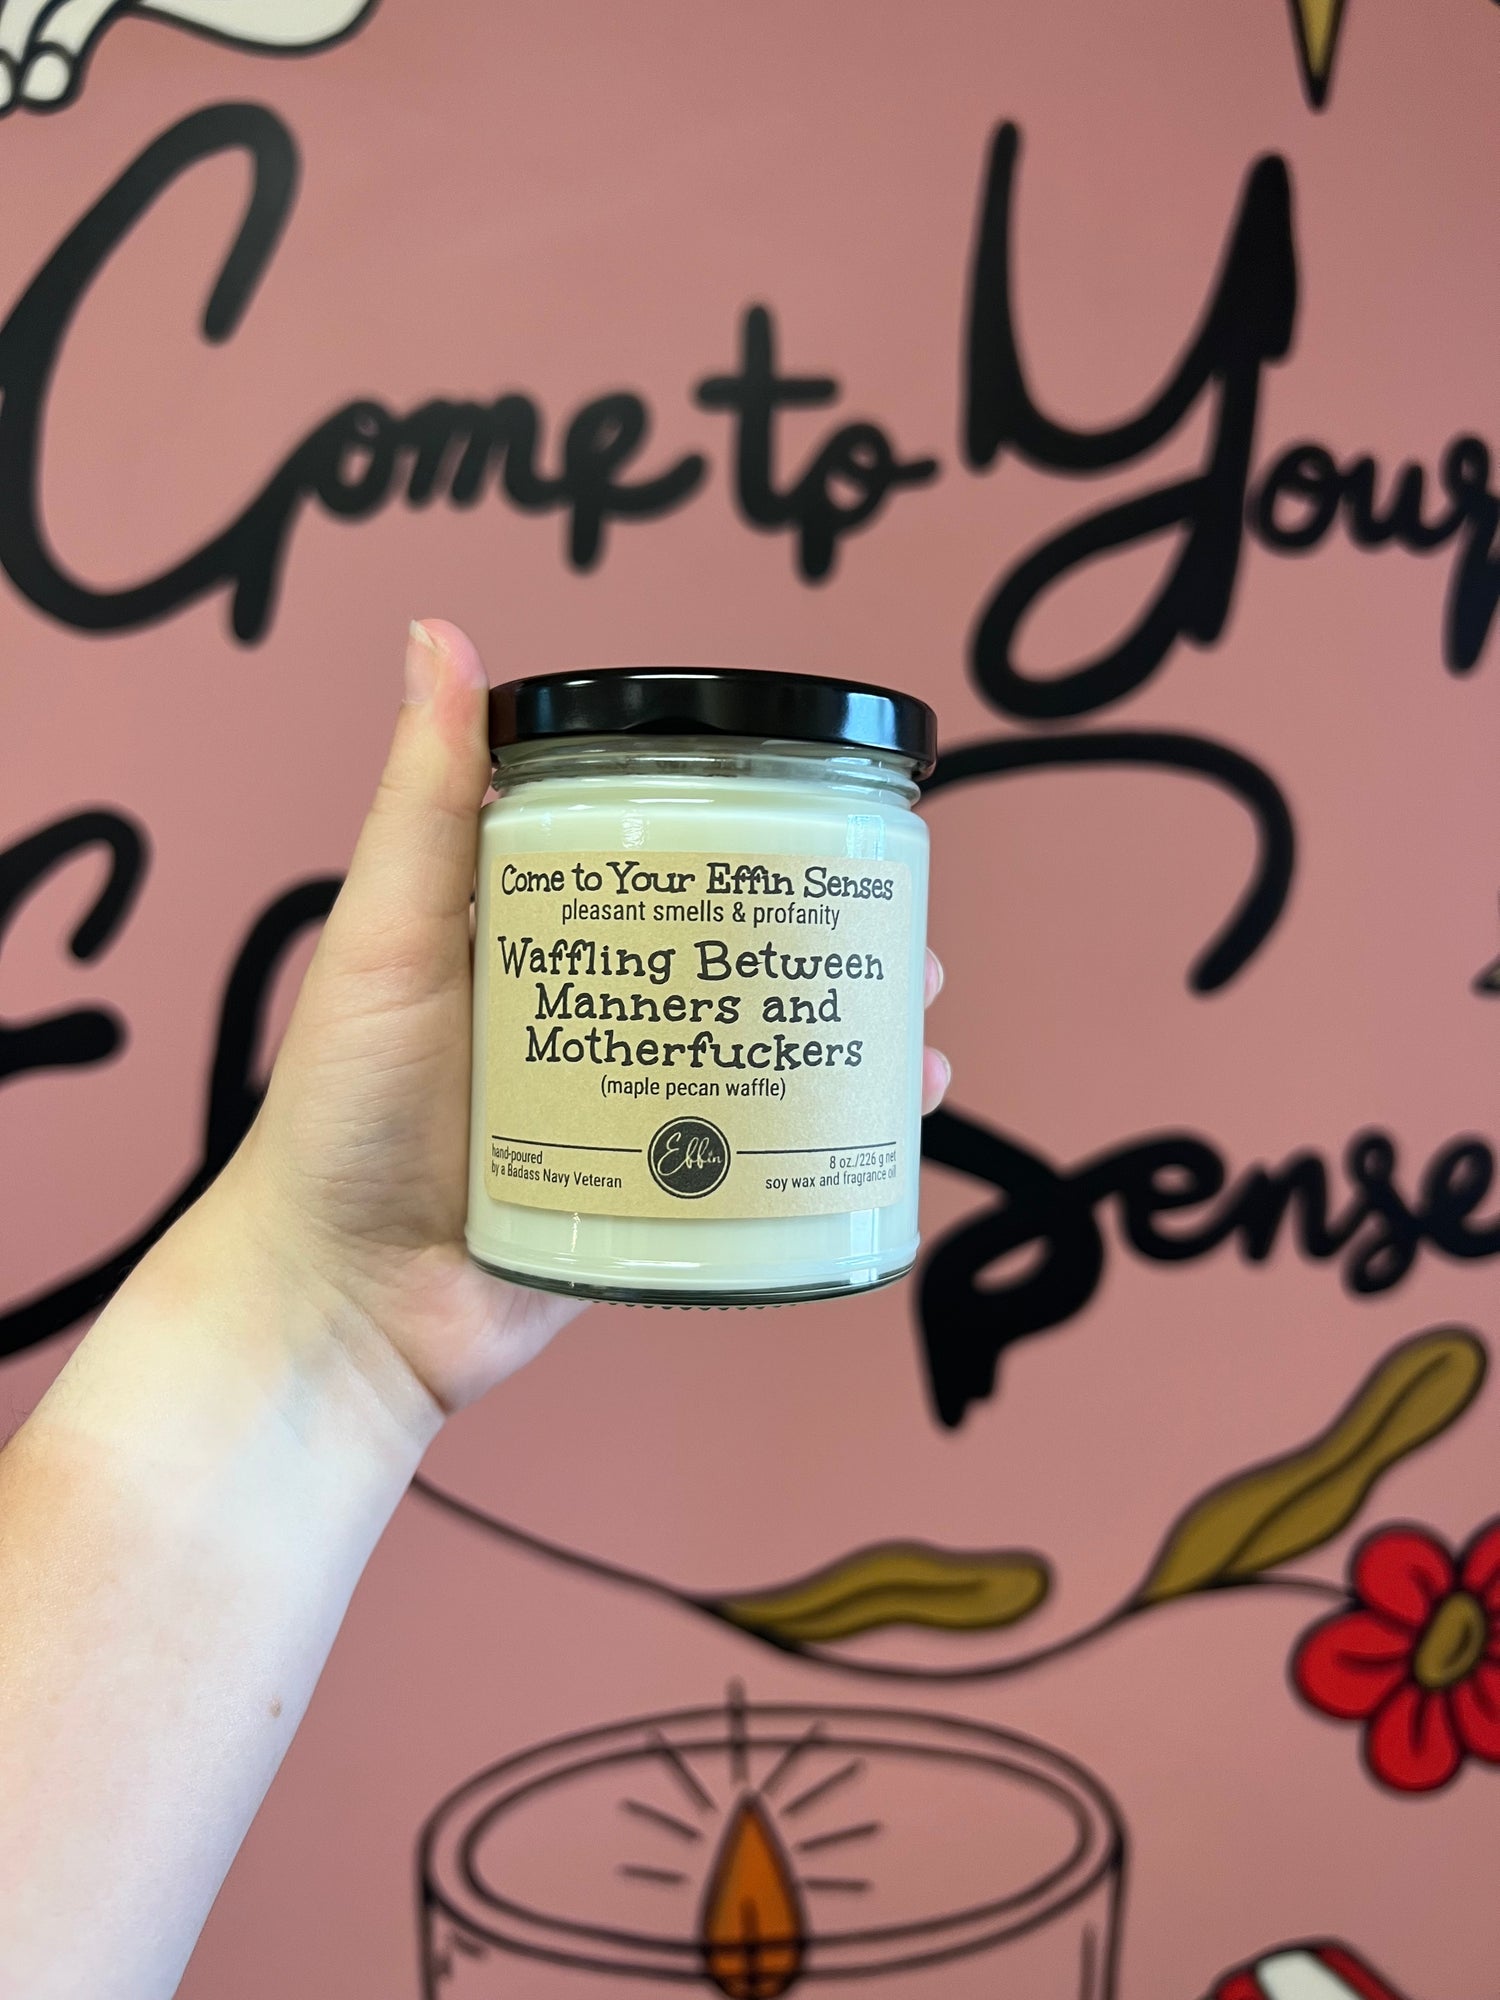 Come to Your
Senses
Come to Your Effin Senses
pleasant smells & profanity
Waffling Between
Manners and
Motherfuckers
(maple pecan waffle)
hand-poured
by a Badass Navy Veteran
Effin
8 oz./226 g net
soy wax and fragrance oil